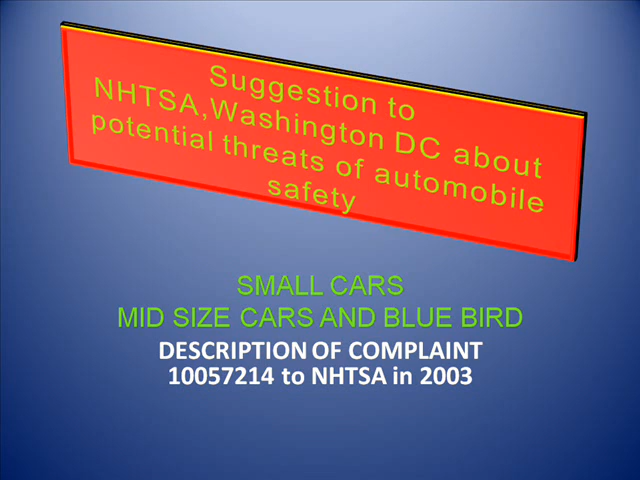 Suggestion to
NHTSA,Washington DC about
potential threats of automobile
safety
SMALL CARS
MID SIZE CARS AND BLUE BIRD
DESCRIPTION OF COMPLAINT
10057214 to NHTSA in 2003